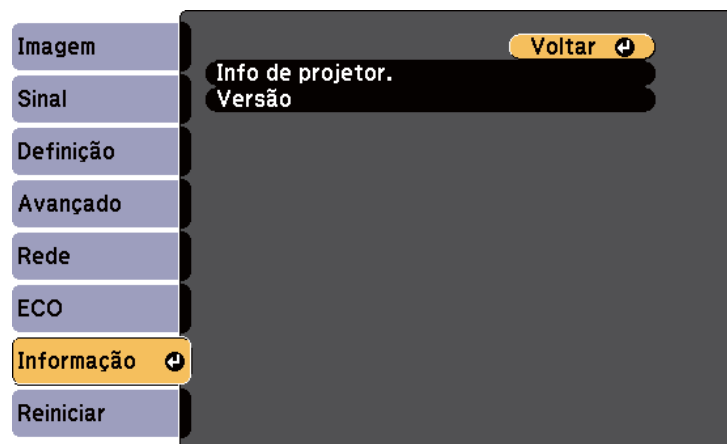 Imagem
Sinal
Definição
Avançado
Rede
ECO
Informação
Reiniciar
Voltar
Info de projetor.
Versão